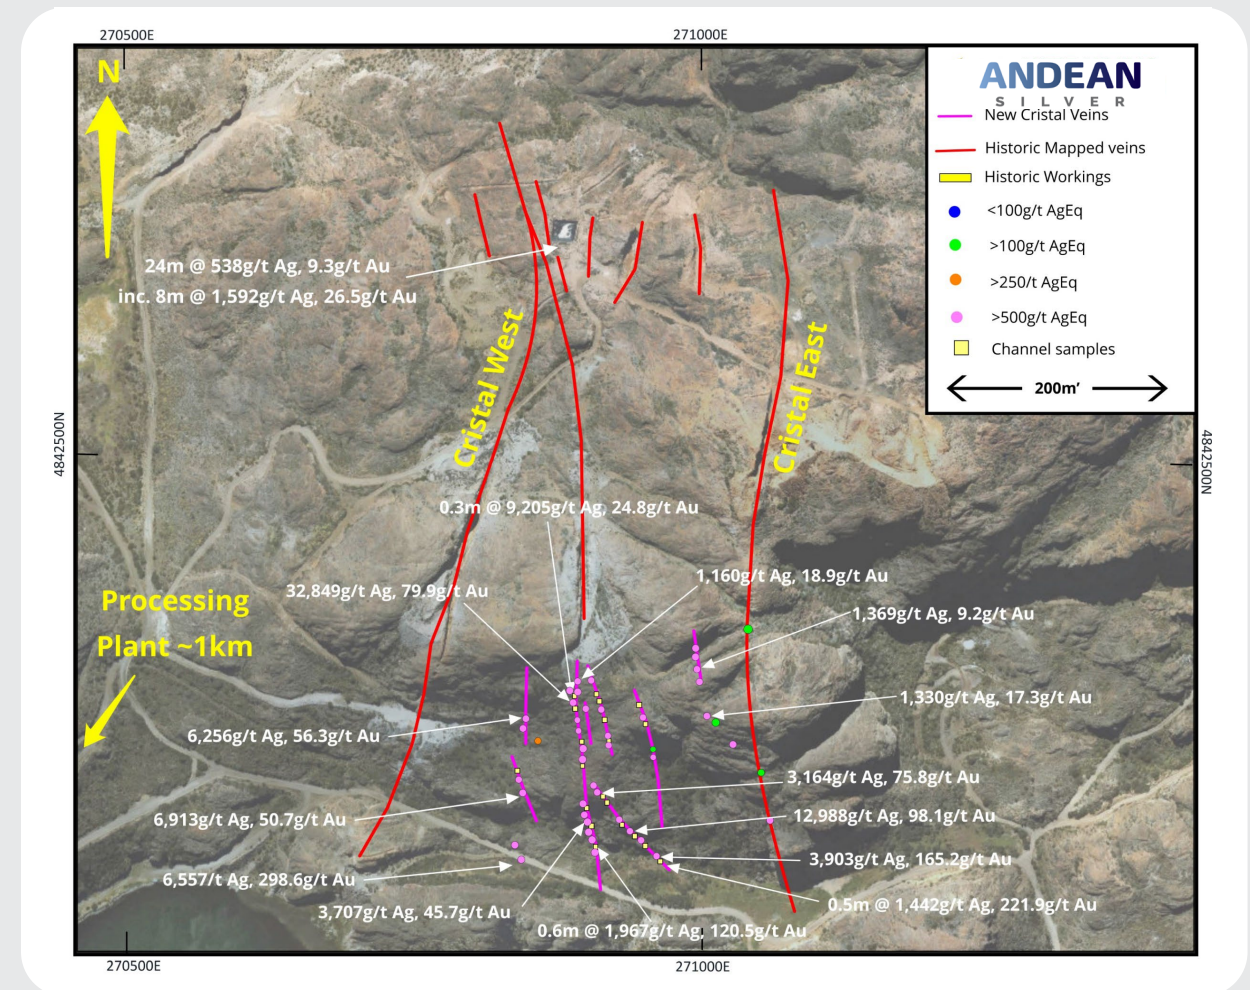 270500E
271000E
N
ANDEAN
SILVER
New Cristal Veins
Historic Mapped veins
Historic Workings
<100g/t AgEq
>100g/t AgEq
>250/t AgEq
>500g/t AgEq
Channel samples
200m’
24m @ 538g/t Ag, 9.3g/t Au
inc. 8m @ 1,592g/t Ag, 26.5g/t Au
Cristal West
Cristal East
4842500N
4842500N
0.3m @ 9,205g/t Ag, 24.8g/t Au
1,160g/t Ag, 18.9g/t Au
32,849g/t Ag, 79.9g/t Au
1,369g/t Ag, 9.2g/t Au
Processing
Plant ~1km
1,330g/t Ag, 17.3g/t Au
6,256g/t Ag, 56.3g/t Au
3,164g/t Ag, 75.8g/t Au
6,913g/t Ag, 50.7g/t Au
12,988g/t Ag, 98.1g/t Au
3,903g/t Ag, 165.2g/t Au
6,557/t Ag, 298.6g/t Au
0.5m @ 1,442g/t Ag, 221.9g/t Au
3,707g/t Ag, 45.7g/t Au
0.6m @ 1,967g/t Ag, 120.5g/t Au
270500E
271000E